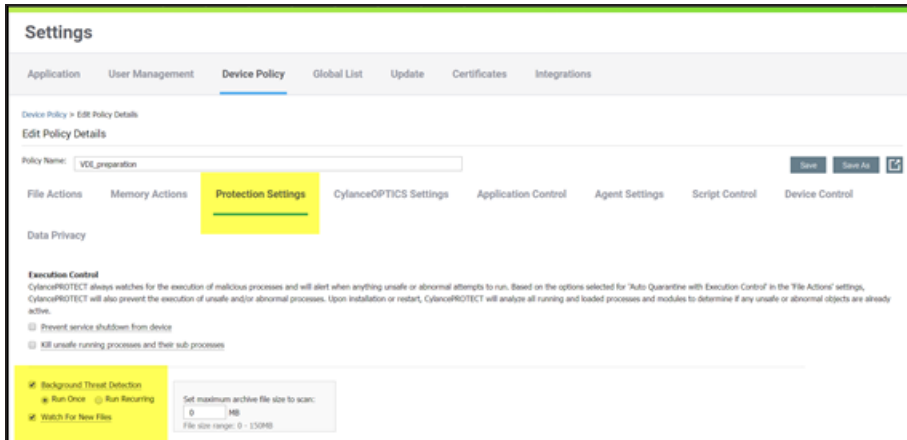 Settings
Application User Management Device Policy Global List Update Certificates Integrations
Device Policy > Edit Policy Details
Edit Policy Details
Policy Name: VDI_preparation Save Save As
File Actions Memory Actions Protection Settings CylanceOPTICS Settings Application Control Agent Settings Script Control Device Control
Data Privacy
Execution Control
CylancePROTECT always watches for the execution of malicious processes and will alert when anything unsafe or abnormal attempts to run. Based on the options selected for 'Auto Quarantine with Execution Control' in the 'File Actions' settings,
CylancePROTECT will also prevent the execution of unsafe and/or abnormal processes. Upon installation or restart, CylancePROTECT will analyze all running and loaded processes and modules to determine if any unsafe or abnormal objects are already
active.
Prevent service shutdown from device
Kill unsafe running processes and their sub processes
Background Threat Detection
Run Once Run Recurring
Set maximum archive file size to scan:
0 MB
Watch For New Files
File size range: 0 - 150MB